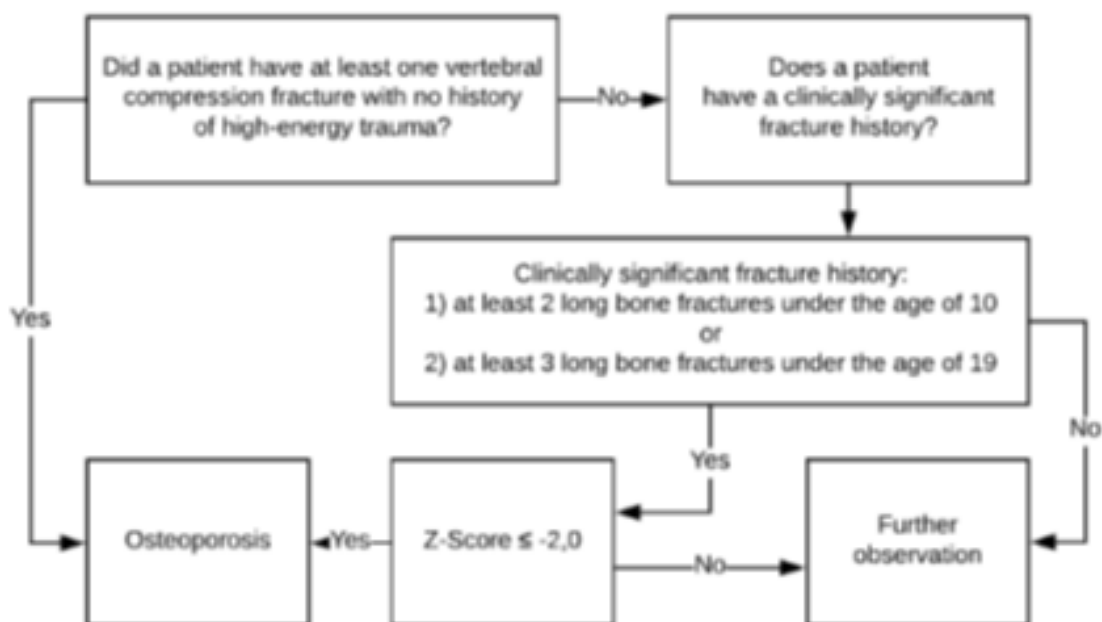 Did a patient have at least one vertebral
compression fracture with no history
of high-energy trauma?
No
Does a patient
have a clinically significant
fracture history?
Yes
Clinically significant fracture history:
1) at least 2 long bone fractures under the age of 10
or
2) at least 3 long bone fractures under the age of 19
No
Yes
Osteoporosis
Yes
Z-Score ≤ -2,0
No
Further
observation